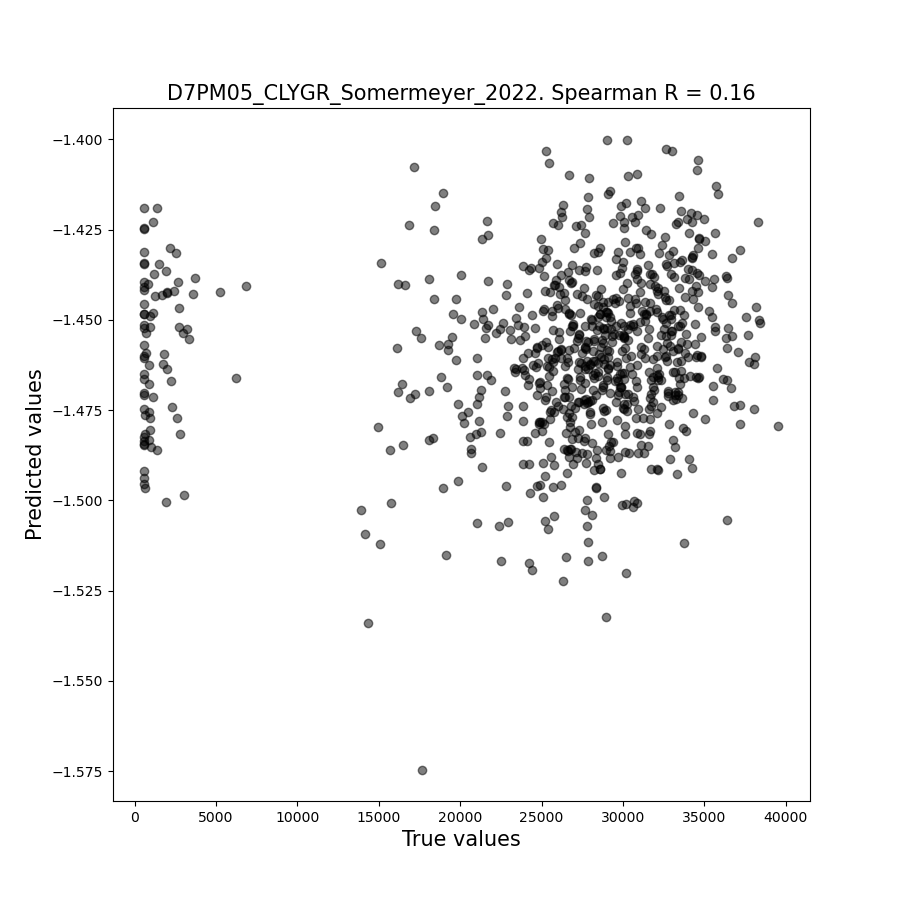 D7PM05_CLYGR_Somermeyer_2022. Spearman R = 0.16
Predicted values
−1.400
−1.425
−1.450
−1.475
−1.500
−1.525
−1.550
−1.575
0 5000 10000 15000 20000 25000 30000 35000 40000
True values